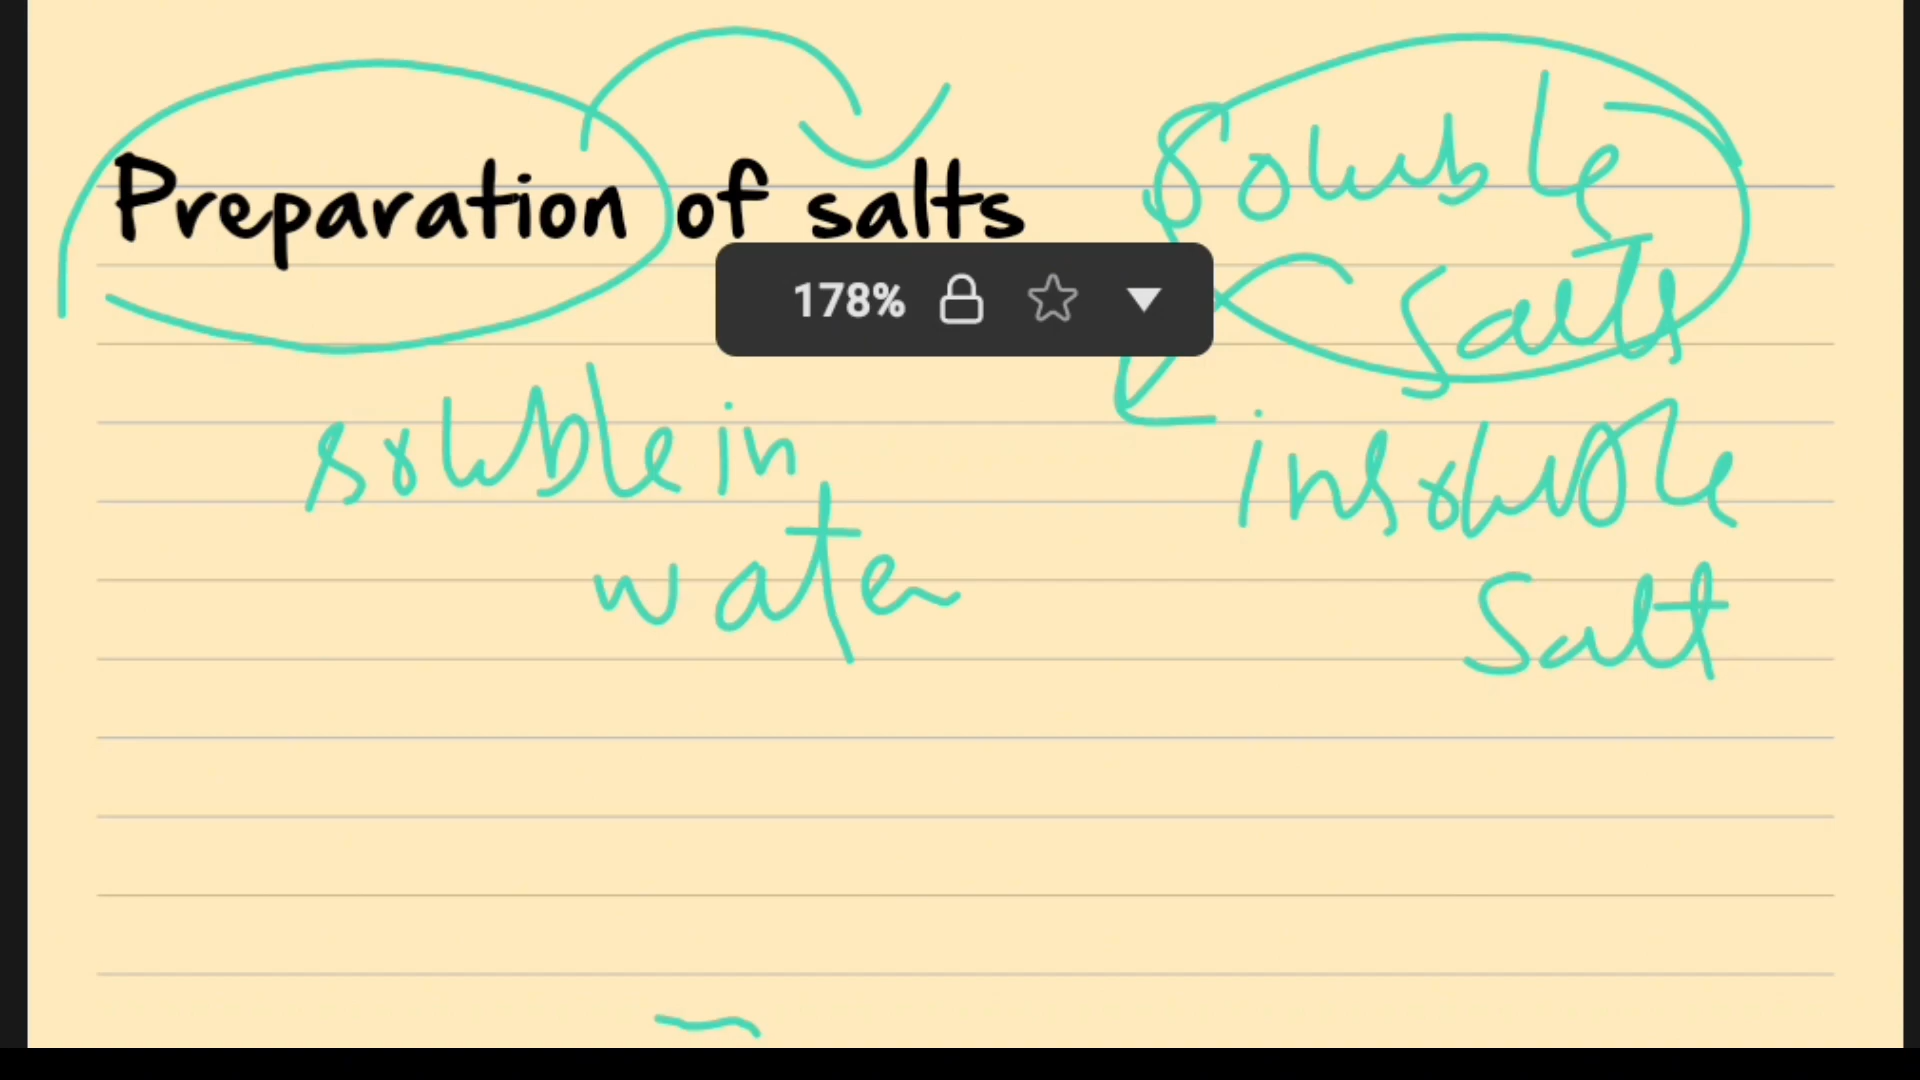 Preparation of salts
178%
soluble
salts
soluble in
water
insoluble
salt